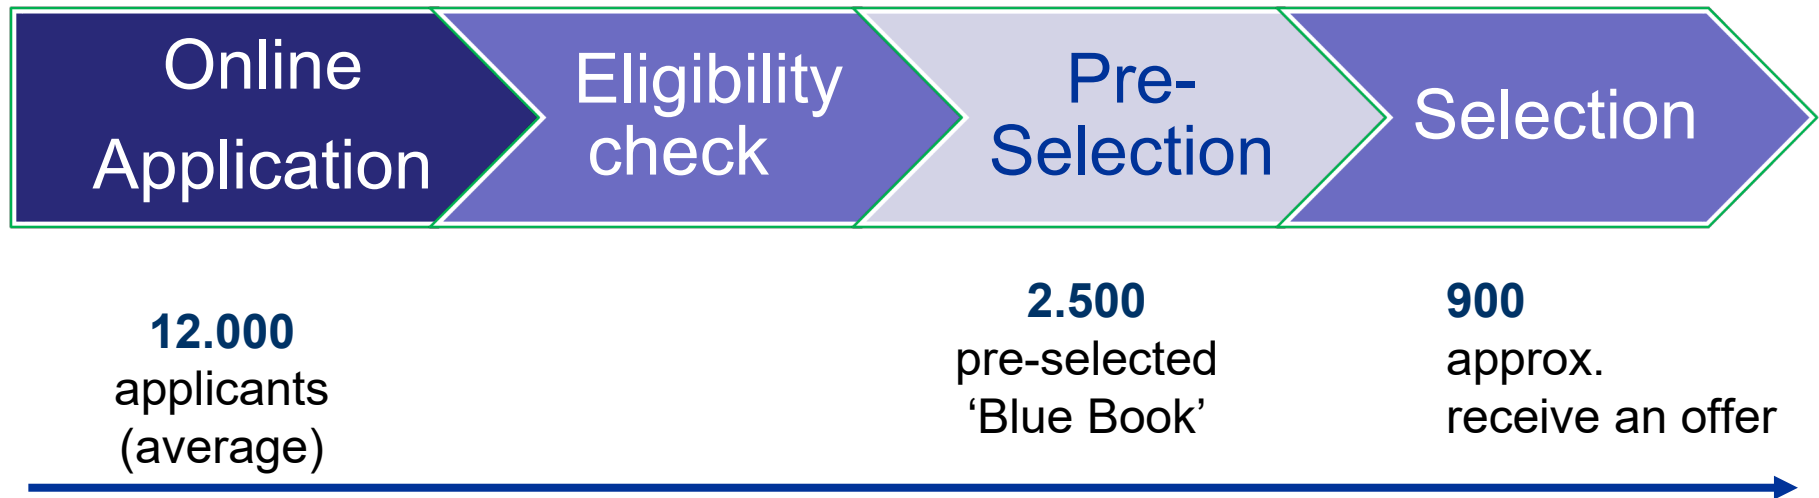 Online
Application
Eligibility
check
Pre-
Selection
Selection
12.000
applicants
(average)
2.500
pre-selected
‘Blue Book’
900
approx.
receive an offer